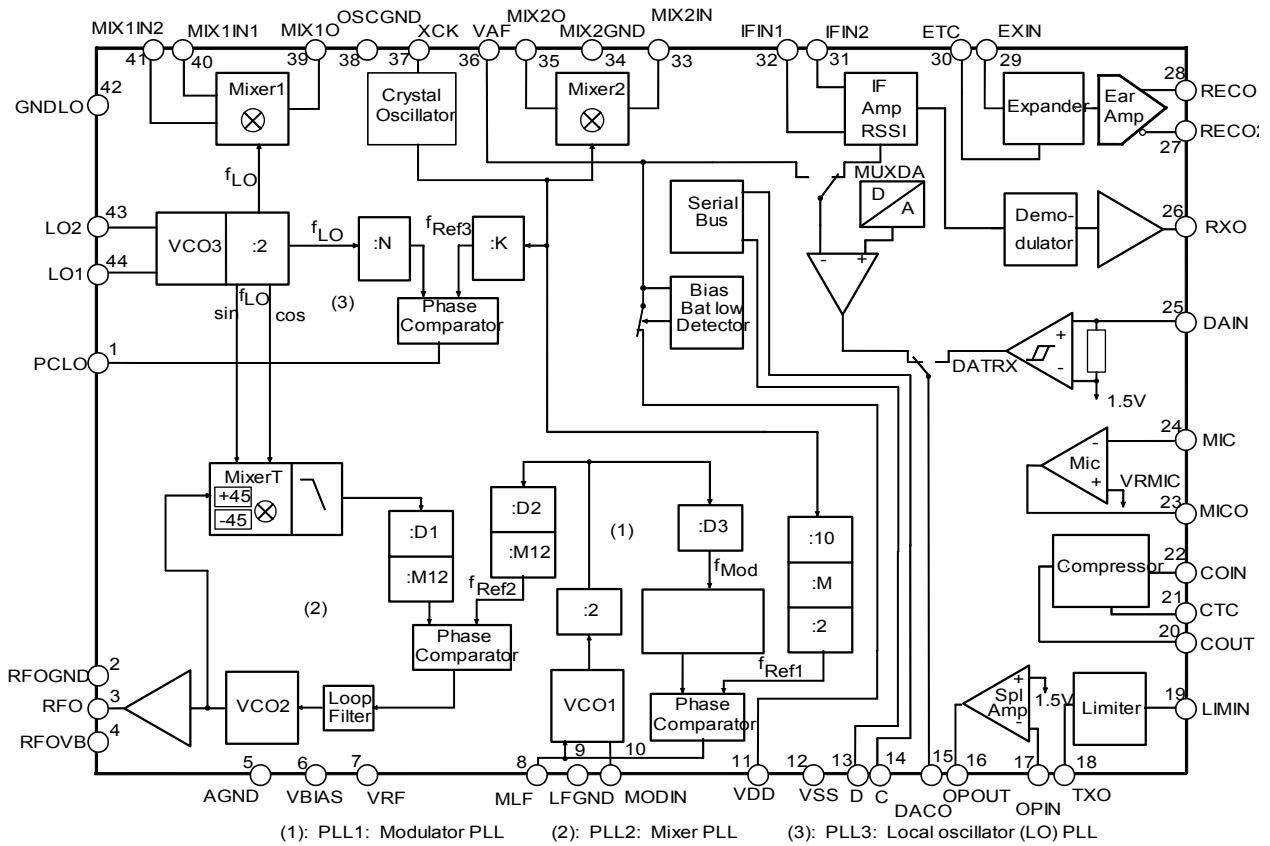 MIX1IN2
MIX1IN1
MIX1O
OSCGND
XCK
VAF
MIX2O
MIX2GND
MIX2IN
IFIN1
IFIN2
ETC
EXIN
41
40
39
38
37
36
35
34
33
32
31
30
29
42
GNDLO
Mixer1
Crystal
Oscillator
Mixer2
IF
Amp
RSSI
Expander
Ear
Amp
28
RECO
RECO2
27
fLO
MUXDA
D
A
Serial
Bus
43
LO2
VCO3
:2
fLO
:N
fRef3
:K
Demo-
dulator
26
RXO
LO1
44
- +
fLO
sin
cos
(3)
Phase
Comparator
Bias
Bat low
Detector
25
DAIN
+
-
DATRX
1.5V
1
PCLO
24
MIC
-
Mic
+
VRMIC
23
MICO
MixerT
+45
-45
:D1
:M12
:D2
:M12
(1)
:D3
:10
:M
:2
fMod
fRef2
22
Compressor
COIN
21
CTC
20
COUT
(2)
:2
Phase
Comparator
fRef1
2
RFOGND
3
RFO
4
RFOVB
VCO2
Loop
Filter
VCO1
Phase
Comparator
+
Spl
Amp
-
1.5V
Limiter
19
LIMIN
5
6
7
8
9
10
11
12
13
14
15
16
17
18
AGND
VBIAS
VRF
MLF
LFGND
MODIN
VDD
VSS
D
C
DACO
OPOUT
OPIN
TXO
(1): PLL1: Modulator PLL (2): PLL2: Mixer PLL (3): PLL3: Local oscillator (LO) PLL